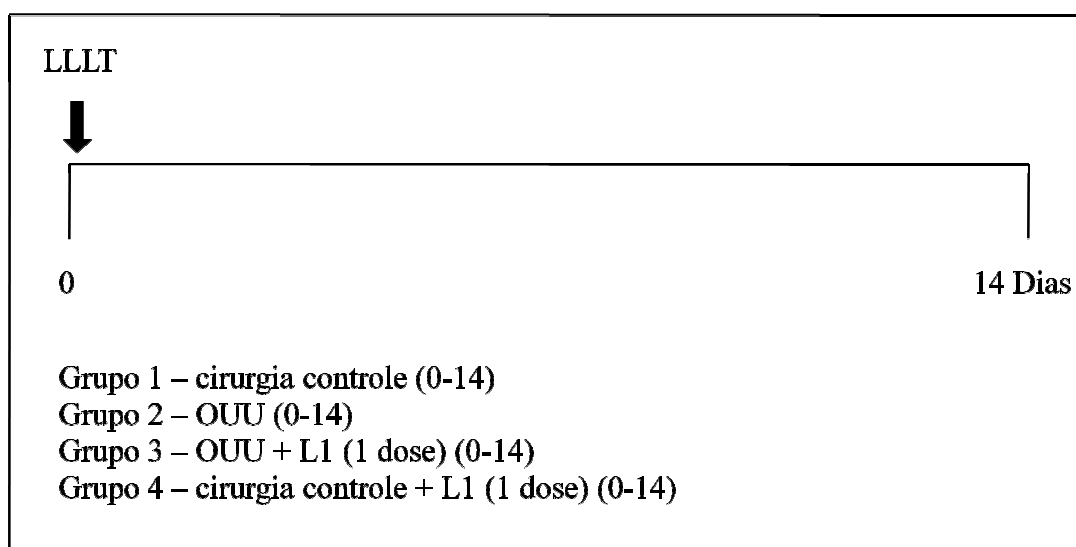 LLLT
0
14 Dias
Grupo 1 – cirurgia controle (0-14)
Grupo 2 – OUU (0-14)
Grupo 3 – OUU + L1 (1 dose) (0-14)
Grupo 4 – cirurgia controle + L1 (1 dose) (0-14)